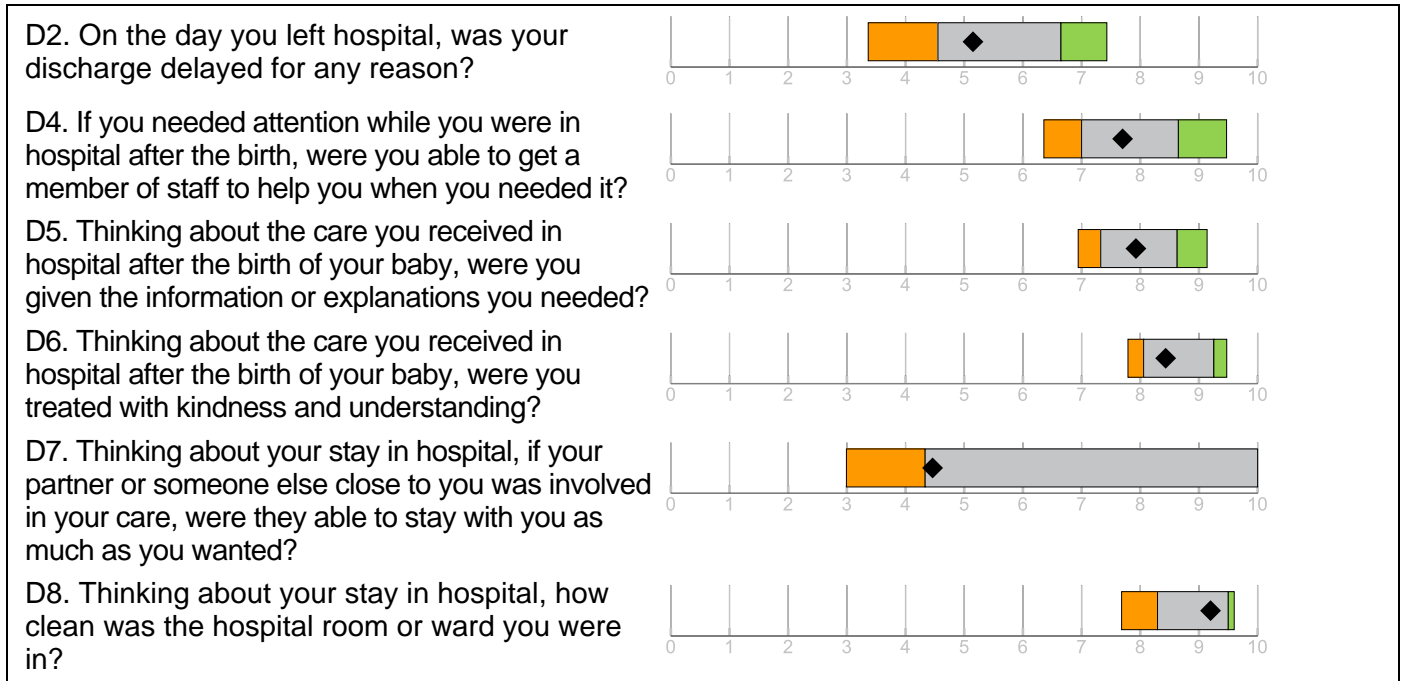 D2. On the day you left hospital, was your
discharge delayed for any reason?
0 1 2 3 4 5 6 7 8 9 10
D4. If you needed attention while you were in
hospital after the birth, were you able to get a
member of staff to help you when you needed it?
0 1 2 3 4 5 6 7 8 9 10
D5. Thinking about the care you received in
hospital after the birth of your baby, were you
given the information or explanations you needed?
0 1 2 3 4 5 6 7 8 9 10
D6. Thinking about the care you received in
hospital after the birth of your baby, were you
treated with kindness and understanding?
0 1 2 3 4 5 6 7 8 9 10
D7. Thinking about your stay in hospital, if your
partner or someone else close to you was involved
in your care, were they able to stay with you as
much as you wanted?
0 1 2 3 4 5 6 7 8 9 10
D8. Thinking about your stay in hospital, how
clean was the hospital room or ward you were
in?
0 1 2 3 4 5 6 7 8 9 10